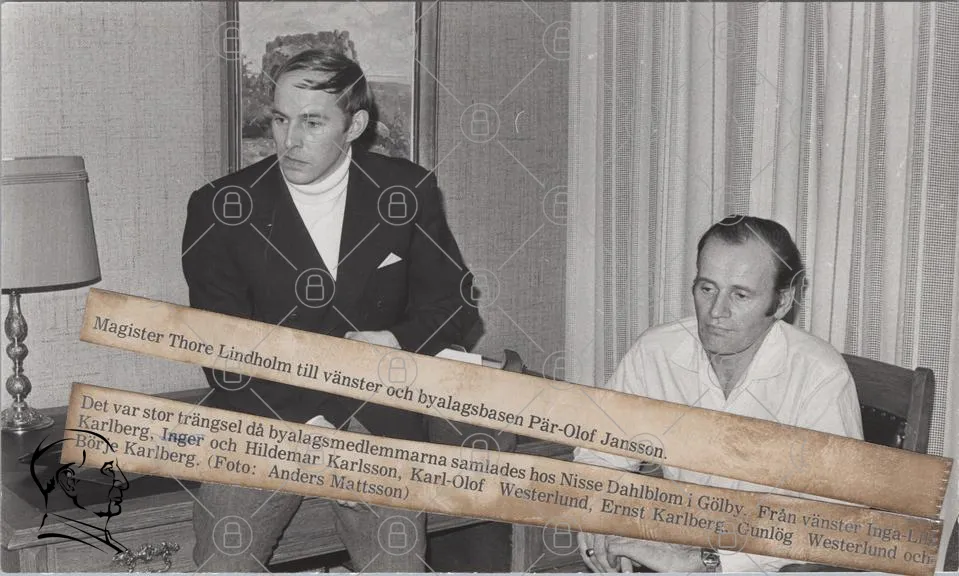 Magister Thore Lindholm till vänster och byalagsbasen Pär-Olof Jansson.
Det var stor trängsel då byalagsmedlemmarna samlades hos Nisse Dahlblom i Gölby. Från vänster Inga-Lill
Karlberg, Inger och Hildemar Karlsson, Karl-Olof Westerlund, Ernst Karlberg, Gunlög Westerlund och
Börje Karlberg. (Foto: Anders Mattsson)